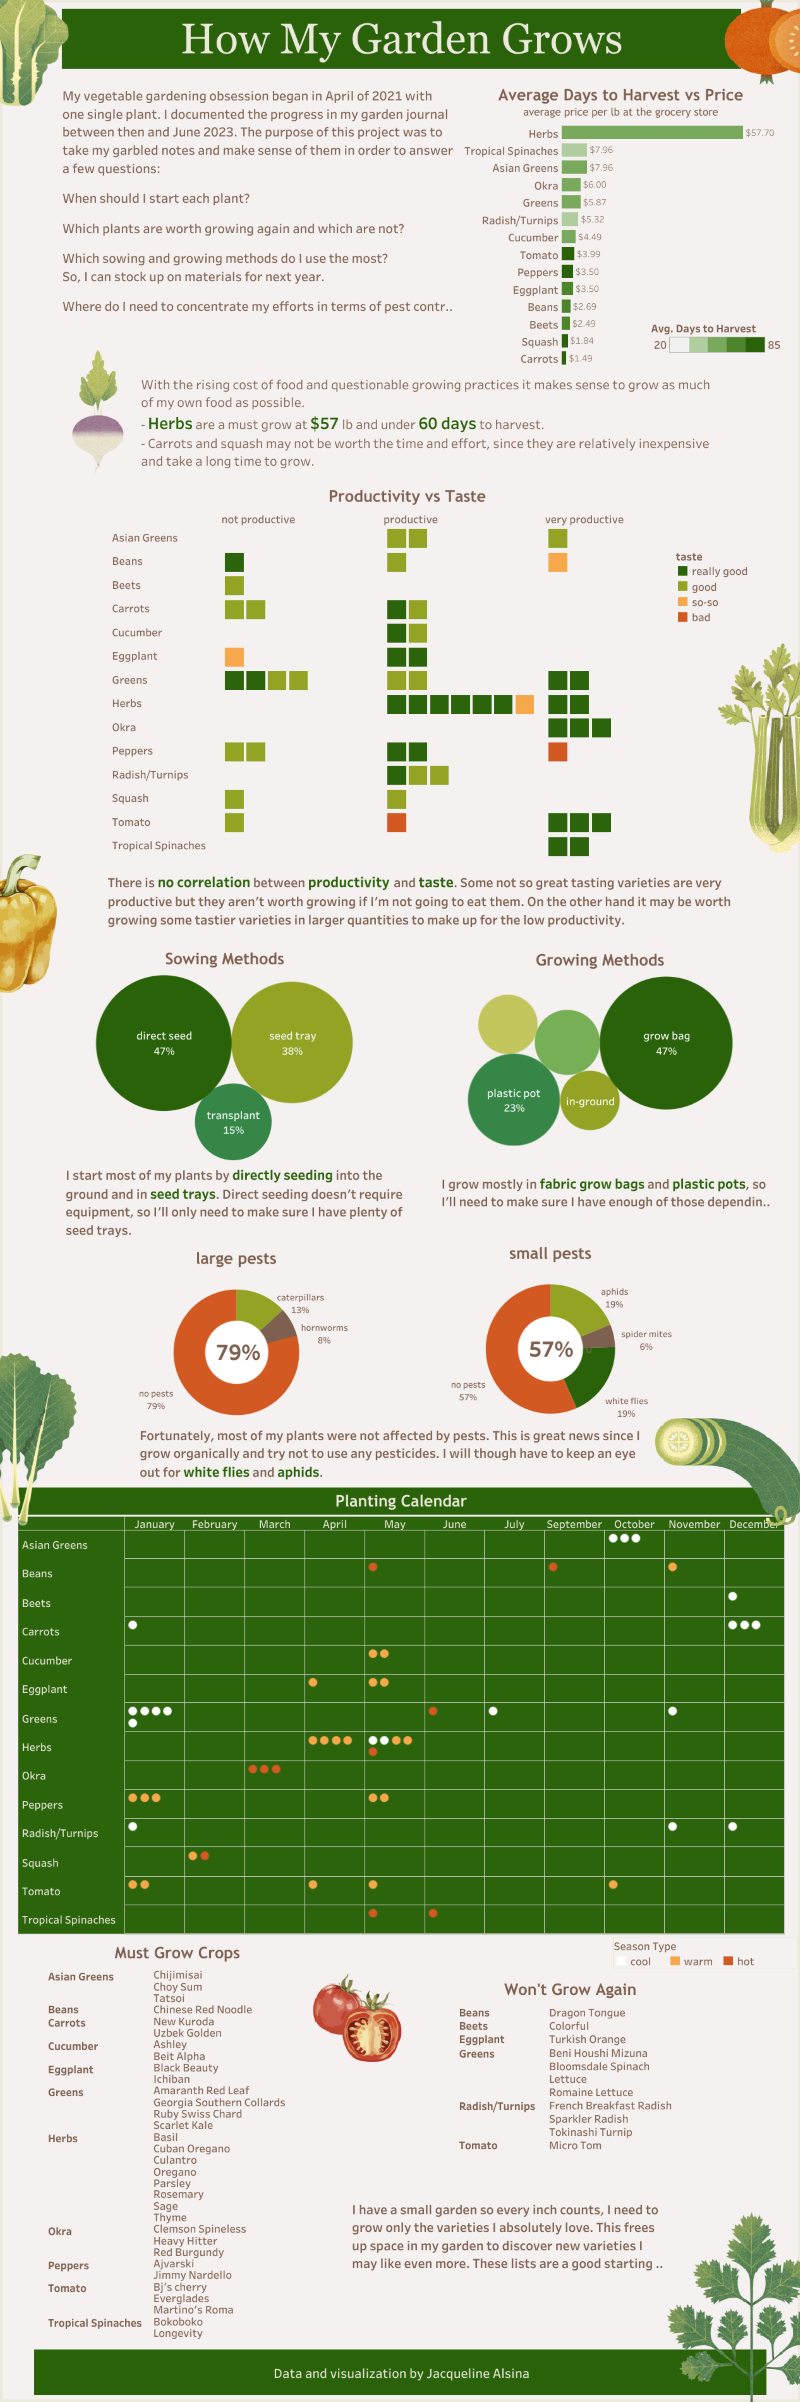 How My Garden Grows
My vegetable gardening obsession began in April of 2021 with
one single plant. I documented the progress in my garden journal
between then and June 2023. The purpose of this project was to
take my garbled notes and make sense of them in order to answer
a few questions:
When should I start each plant?
Which plants are worth growing again and which are not?
Which sowing and growing methods do I use the most?
So, I can stock up on materials for next year.
Where do I need to concentrate my efforts in terms of pest contr..
Average Days to Harvest vs Price
average price per lb at the grocery store
Herbs $57.70
Tropical Spinaches $7.96
Asian Greens $7.96
Okra $6.00
Greens $5.87
Radish/Turnips $5.32
Cucumber $4.49
Tomato $3.99
Peppers $3.50
Eggplant $3.50
Beans $2.69
Beets $2.49
Squash $1.84
Carrots $1.49
Avg. Days to Harvest
20 85
With the rising cost of food and questionable growing practices it makes sense to grow as much
of my own food as possible.
- Herbs are a must grow at $57 lb and under 60 days to harvest.
- Carrots and squash may not be worth the time and effort, since they are relatively inexpensive
and take a long time to grow.
Productivity vs Taste
not productive productive very productive
Asian Greens
Beans
Beets
Carrots
Cucumber
Eggplant
Greens
Herbs
Okra
Peppers
Radish/Turnips
Squash
Tomato
Tropical Spinaches
taste
really good
good
so-so
bad
There is no correlation between productivity and taste. Some not so great tasting varieties are very
productive but they aren't worth growing if I'm not going to eat them. On the other hand it may be worth
growing some tastier varieties in larger quantities to make up for the low productivity.
Sowing Methods
direct seed
47%
seed tray
38%
transplant
15%
Growing Methods
grow bag
47%
plastic pot
23%
in-ground
I start most of my plants by directly seeding into the
ground and in seed trays. Direct seeding doesn't require
equipment, so I'll only need to make sure I have plenty of
seed trays.
I grow mostly in fabric grow bags and plastic pots, so
I'll need to make sure I have enough of those dependin..
large pests
caterpillars
13%
hornworms
8%
79%
no pests
79%
small pests
aphids
19%
spider mites
6%
57%
no pests
57%
white flies
19%
Fortunately, most of my plants were not affected by pests. This is great news since I
grow organically and try not to use any pesticides. I will though have to keep an eye
out for white flies and aphids.
Planting Calendar
January February March April May June July September October November December
Asian Greens
Beans
Beets
Carrots
Cucumber
Eggplant
Greens
Herbs
Okra
Peppers
Radish/Turnips
Squash
Tomato
Tropical Spinaches
Season Type
cool warm hot
Must Grow Crops
Asian Greens Chijimisai
Choy Sum
Tatsoi
Beans Chinese Red Noodle
Carrots New Kuroda
Uzbek Golden
Cucumber Ashley
Beit Alpha
Eggplant Black Beauty
Ichiban
Greens Amaranth Red Leaf
Georgia Southern Collards
Ruby Swiss Chard
Scarlet Kale
Herbs Basil
Cuban Oregano
Culantro
Oregano
Parsley
Rosemary
Sage
Thyme
Okra Clemson Spineless
Heavy Hitter
Red Burgundy
Peppers Ajvarski
Jimmy Nardello
Tomato Bj's cherry
Everglades
Martino's Roma
Tropical Spinaches Bokoboko
Longevity
Won't Grow Again
Beans Dragon Tongue
Beets Colorful
Eggplant Turkish Orange
Greens Beni Houshi Mizuna
Bloomsdale Spinach
Lettuce
Romaine Lettuce
Radish/Turnips French Breakfast Radish
Sparkler Radish
Tokinashi Turnip
Tomato Micro Tom
I have a small garden so every inch counts, I need to
grow only the varieties I absolutely love. This frees
up space in my garden to discover new varieties I
may like even more. These lists are a good starting ..
Data and visualization by Jacqueline Alsina